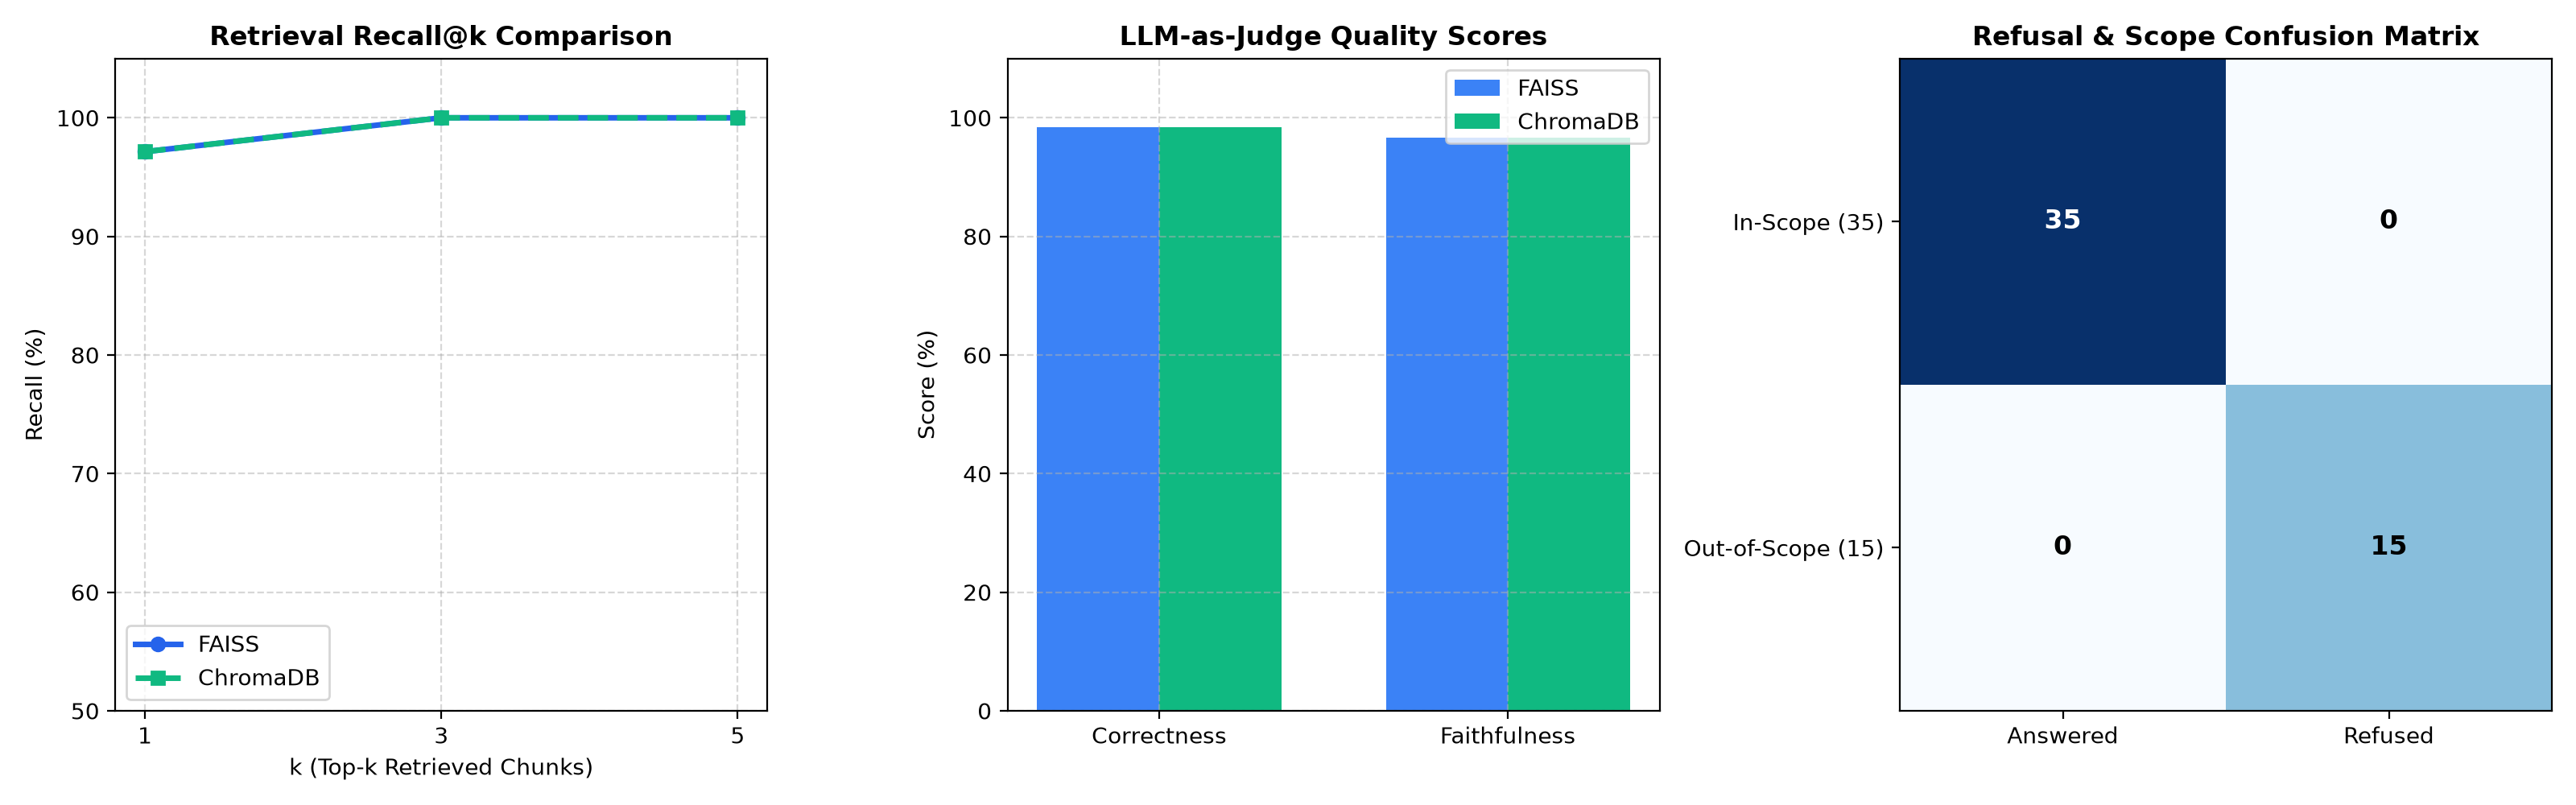 Retrieval Recall@k Comparison
Recall (%)
100
90
80
70
60
50
FAISS
ChromaDB
1 3 5
k (Top-k Retrieved Chunks)
LLM-as-Judge Quality Scores
Score (%)
100
80
60
40
20
0
FAISS
ChromaDB
Correctness Faithfulness
Refusal & Scope Confusion Matrix
In-Scope (35) 35 0
Out-of-Scope (15) 0 15
Answered Refused